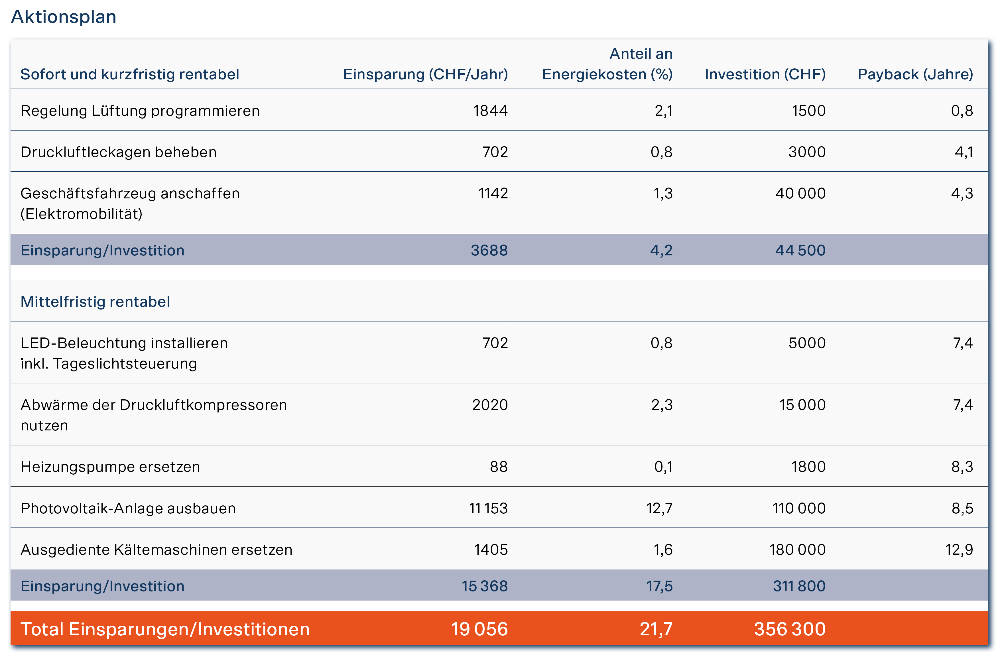 Aktionsplan
Anteil an
Sofort und kurzfristig rentabel Einsparung (CHF/Jahr) Energiekosten (%) Investition (CHF) Payback (Jahre)
Regelung Lüftung programmieren 1844 2,1 1500 0,8
Druckluftleckagen beheben 702 0,8 3000 4,1
Geschäftsfahrzeug anschaffen 1142 1,3 40 000 4,3
(Elektromobilität)
Einsparung/Investition 3688 4,2 44 500
Mittelfristig rentabel
LED-Beleuchtung installieren 702 0,8 5000 7,4
inkl. Tageslichtsteuerung
Abwärme der Druckluftkompressoren 2020 2,3 15 000 7,4
nutzen
Heizungspumpe ersetzen 88 0,1 1800 8,3
Photovoltaik-Anlage ausbauen 11 153 12,7 110 000 8,5
Ausgediente Kältemaschinen ersetzen 1405 1,6 180 000 12,9
Einsparung/Investition 15 368 17,5 311 800
Total Einsparungen/Investitionen 19 056 21,7 356 300